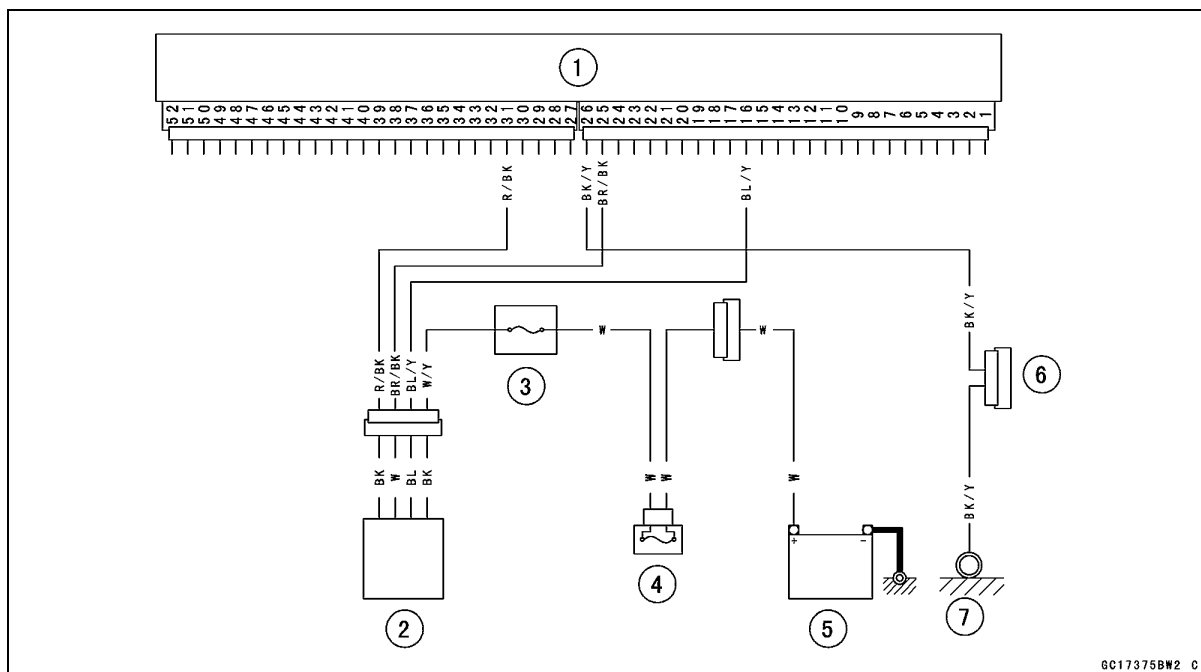 1
52 51 50 49 48 47 46 45 44 43 42 41 40 39 38 37 36 35 34 33 32 31 30 29 28 27 26 25 24 23 22 21 20 19 18 17 16 15 14 13 12 11 10 9 8 7 6 5 4 3 2 1
R/BK BK/Y BR/BK BL/Y
R/BK BR/BK BL/Y W/Y
W
W
BK/Y
3
6
BK W BL BK
W W
W
BK/Y
+ -
2
4
5
7
GC17375BW2 C